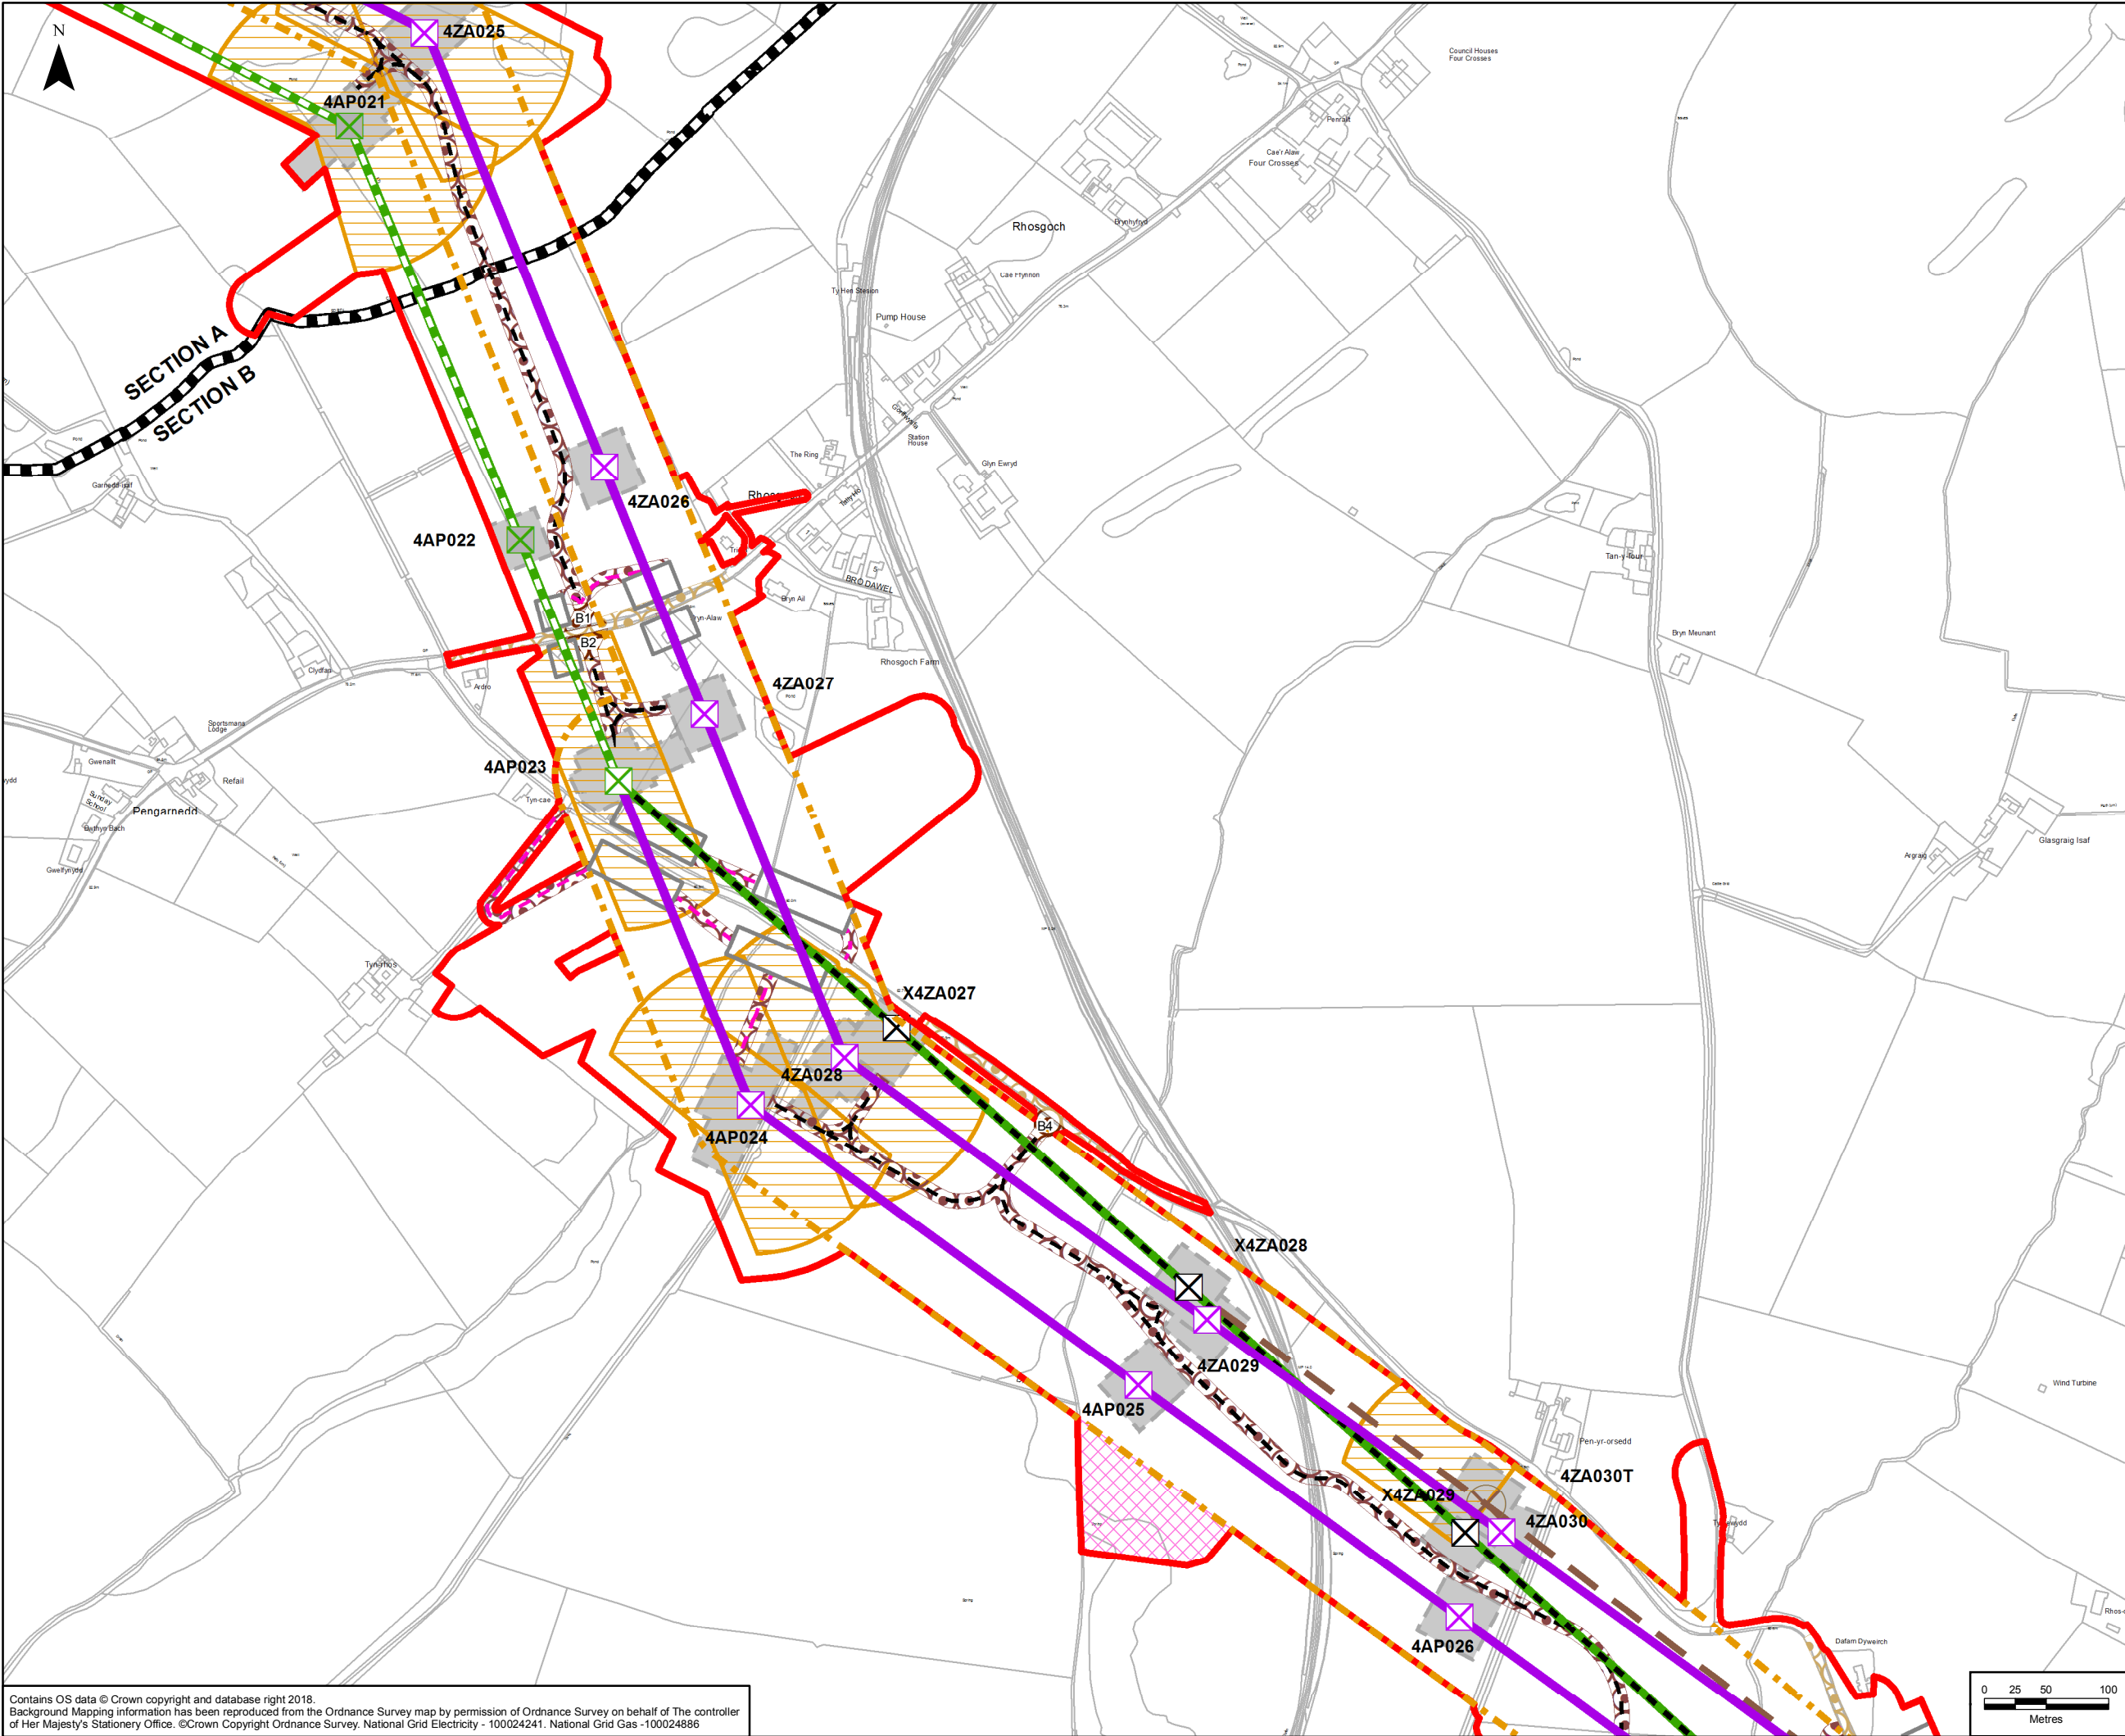 N
4ZA025
4AP021
Council Houses
Four Crosses
Penrallt
Cae'r Alaw
Four Crosses
Brynhyfryd
Rhosgoch
Cae Ffynnon
Ty Hen Stesion
Pump House
SECTION A
SECTION B
Station
House
The Ring
Glyn Ewryd
Garnedd-isaf
4ZA026
4AP022
BRO DAWEL
Bryn Ail
Tan-y-ffour
B1
B2
Bryn Meunant
Rhosgoch Farm
Clydfan
Ardro
4ZA027
Sportsmans
Lodge
Gwenallt
Refail
4AP023
Sunday
School
Tyn-cae
Pengarnedd
Bwthyn Bach
Glasgraig Isaf
Argraig
Gwelfynydd
Tyn-rhos
X4ZA027
4ZA028
B4
4AP024
X4ZA028
4ZA029
4AP025
Wind Turbine
Pen-yr-orsedd
4ZA030T
X4ZA029
4ZA030
4AP026
Dafarn Dyweirch
Contains OS data © Crown copyright and database right 2018.
Background Mapping information has been reproduced from the Ordnance Survey map by permission of Ordnance Survey on behalf of The controller
of Her Majesty's Stationery Office. ©Crown Copyright Ordnance Survey. National Grid Electricity - 100024241. National Grid Gas -100024886
0 25 50 100
Metres